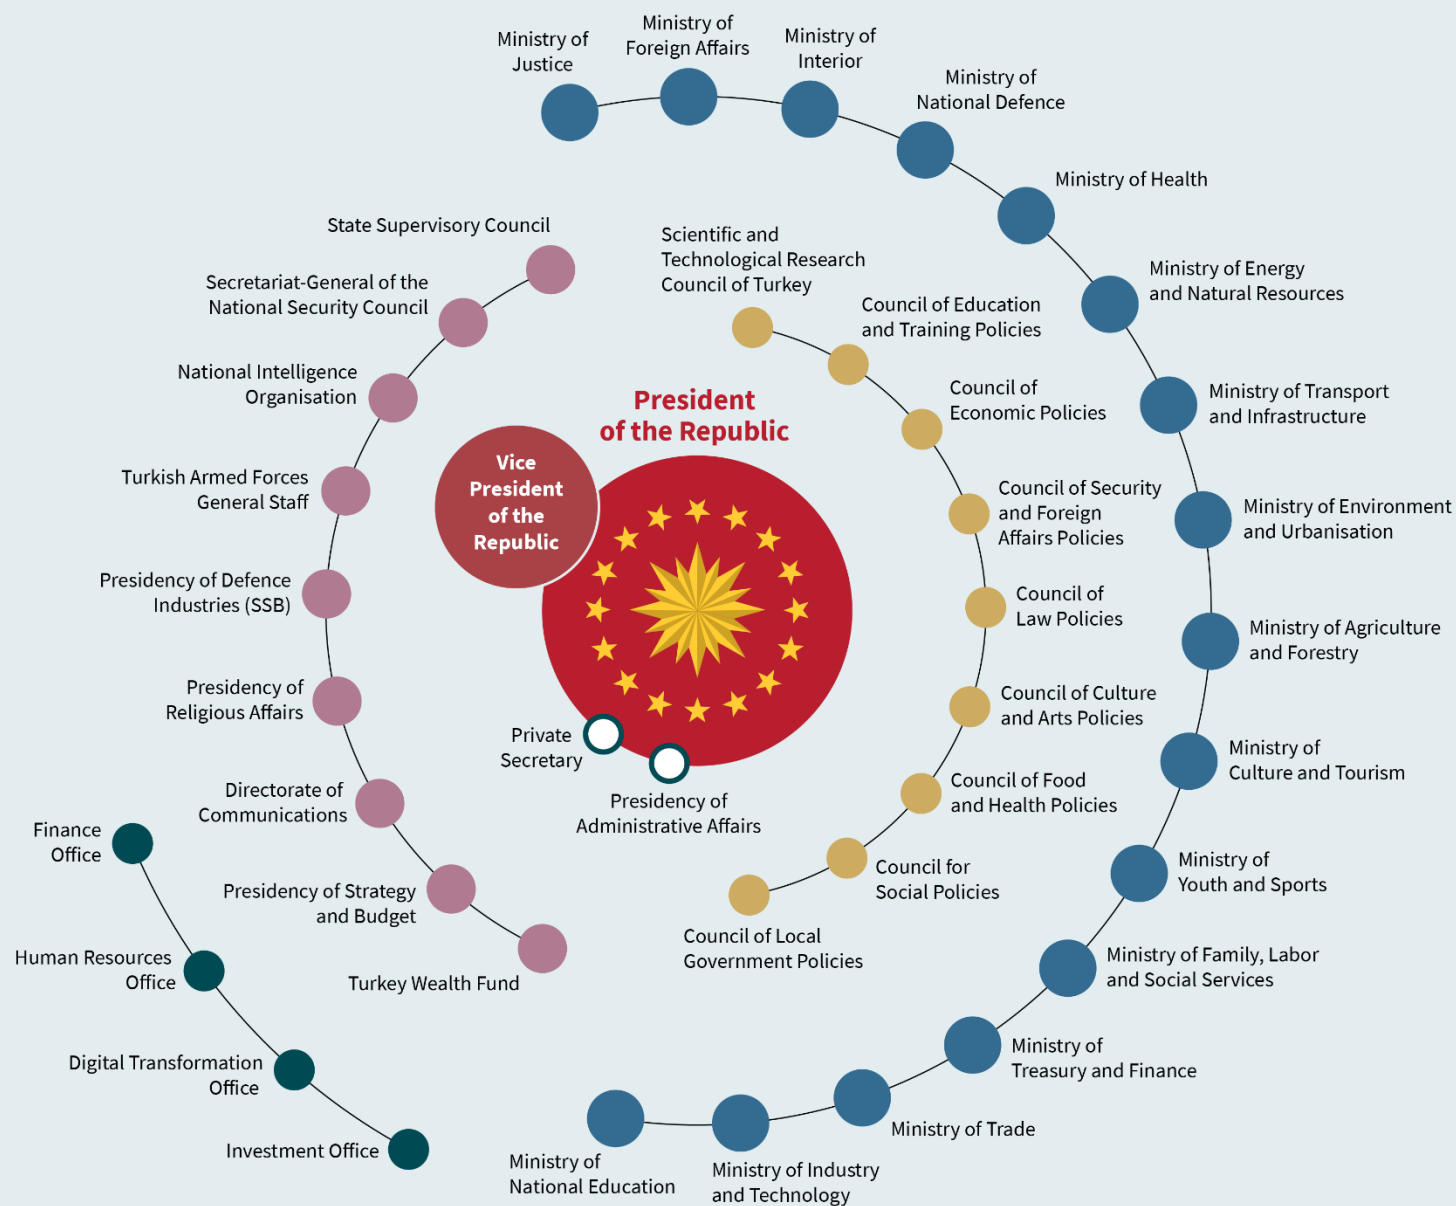 Ministry of
Justice
Ministry of
Foreign Affairs
Ministry of
Interior
Ministry of
National Defence
Ministry of Health
Ministry of Energy
and Natural Resources
Ministry of Transport
and Infrastructure
Ministry of Environment
and Urbanisation
Ministry of Agriculture
and Forestry
Ministry of
Culture and Tourism
Ministry of
Youth and Sports
Ministry of Family, Labor
and Social Services
Ministry of
Treasury and Finance
Ministry of Trade
Ministry of Industry
and Technology
Ministry of
National Education
State Supervisory Council
Secretariat-General of the
National Security Council
National Intelligence
Organisation
Turkish Armed Forces
General Staff
Presidency of Defence
Industries (SSB)
Presidency of
Religious Affairs
Directorate of
Communications
Presidency of Strategy
and Budget
Turkey Wealth Fund
Scientific and
Technological Research
Council of Turkey
Council of Education
and Training Policies
Council of
Economic Policies
Council of Security
and Foreign
Affairs Policies
Council of
Law Policies
Council of Culture
and Arts Policies
Council of Food
and Health Policies
Council for
Social Policies
Council of Local
Government Policies
President
of the Republic
Vice
President
of the
Republic
Private
Secretary
Presidency of
Administrative Affairs
Finance
Office
Human Resources
Office
Digital Transformation
Office
Investment Office